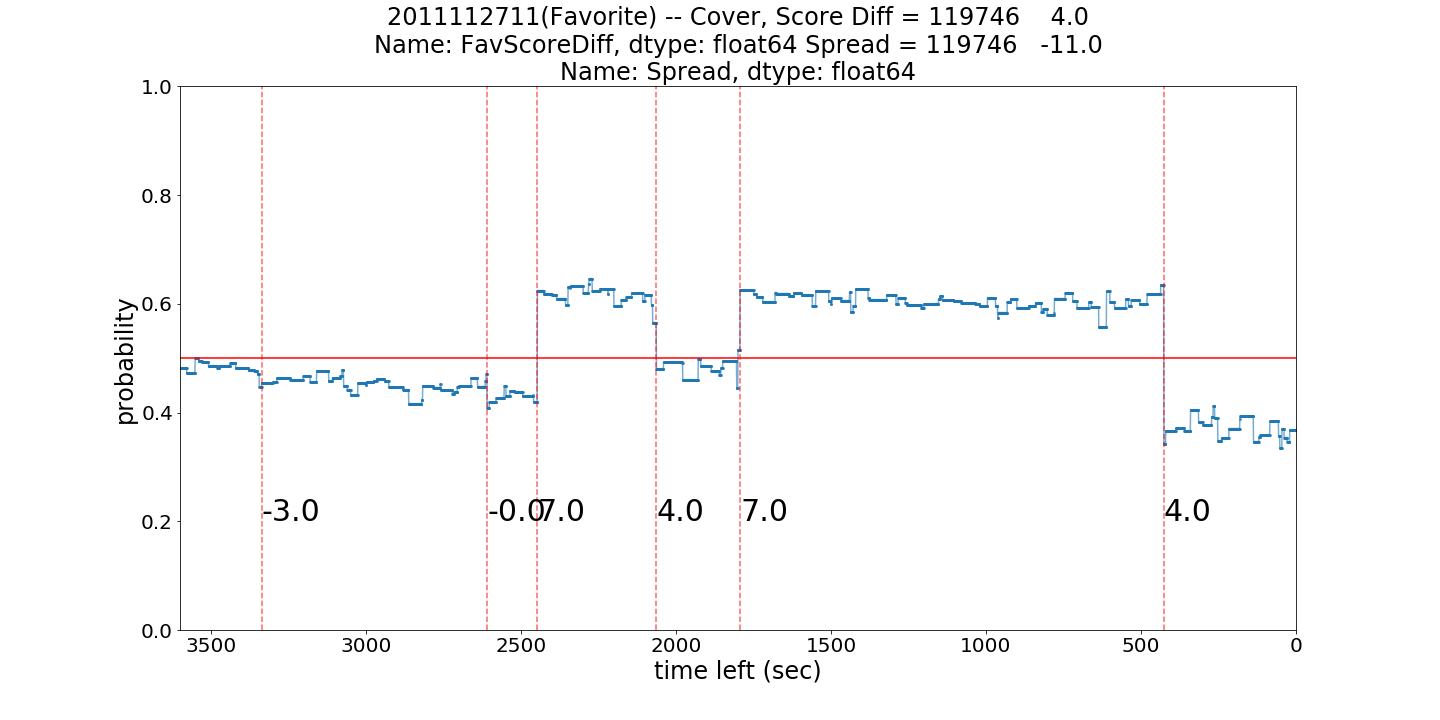 2011112711(Favorite) -- Cover, Score Diff = 119746    4.0
Name: FavScoreDiff, dtype: float64 Spread = 119746   -11.0
Name: Spread, dtype: float64
1.0
0.8
0.6
0.4
0.2
0.0
probability
-3.0
-0.0
7.0
4.0
7.0
4.0
3500 3000 2500 2000 1500 1000 500 0
time left (sec)